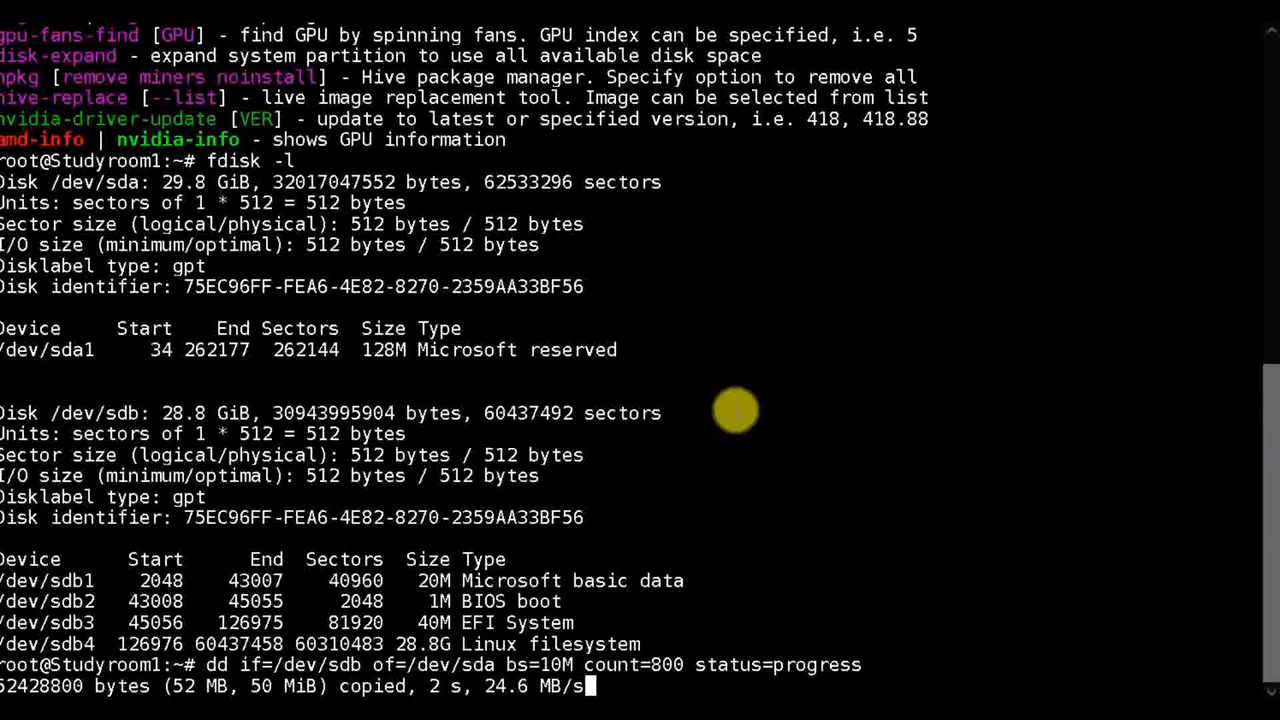 gpu-fans-find [GPU] - find GPU by spinning fans. GPU index can be specified, i.e. 5
disk-expand - expand system partition to use all available disk space
hpkg [remove miners noinstall] - Hive package manager. Specify option to remove all
hive-replace [--list] - live image replacement tool. Image can be selected from list
nvidia-driver-update [VER] - update to latest or specified version, i.e. 418, 418.88
amd-info | nvidia-info - shows GPU information
root@Studyroom1:~# fdisk -l
Disk /dev/sda: 29.8 GiB, 32017047552 bytes, 62533296 sectors
Units: sectors of 1 * 512 = 512 bytes
Sector size (logical/physical): 512 bytes / 512 bytes
I/O size (minimum/optimal): 512 bytes / 512 bytes
Disklabel type: gpt
Disk identifier: 75EC96FF-FEA6-4E82-8270-2359AA33BF56
Device Start End Sectors Size Type
/dev/sda1 34 262177 262144 128M Microsoft reserved
Disk /dev/sdb: 28.8 GiB, 30943995904 bytes, 60437492 sectors
Units: sectors of 1 * 512 = 512 bytes
Sector size (logical/physical): 512 bytes / 512 bytes
I/O size (minimum/optimal): 512 bytes / 512 bytes
Disklabel type: gpt
Disk identifier: 75EC96FF-FEA6-4E82-8270-2359AA33BF56
Device Start End Sectors Size Type
/dev/sdb1 2048 43007 40960 20M Microsoft basic data
/dev/sdb2 43008 45055 2048 1M BIOS boot
/dev/sdb3 45056 126975 81920 40M EFI System
/dev/sdb4 126976 60437458 60310483 28.8G Linux filesystem
root@Studyroom1:~# dd if=/dev/sdb of=/dev/sda bs=10M count=800 status=progress
52428800 bytes (52 MB, 50 MiB) copied, 2 s, 24.6 MB/s